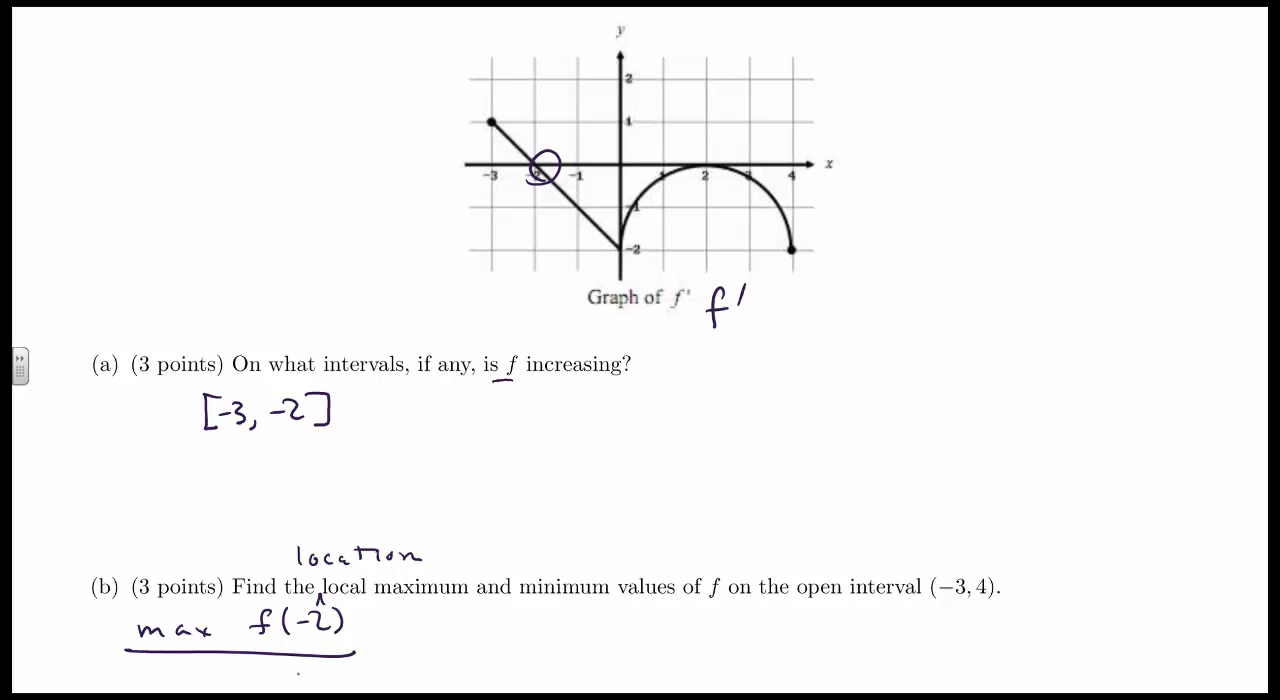 y
2
1
-3 -1 2 3 4 x
-1
-2
Graph of f' f'
(a) (3 points) On what intervals, if any, is f increasing?
[-3, -2]
location
(b) (3 points) Find the local maximum and minimum values of f on the open interval (−3, 4).
max f(-2)